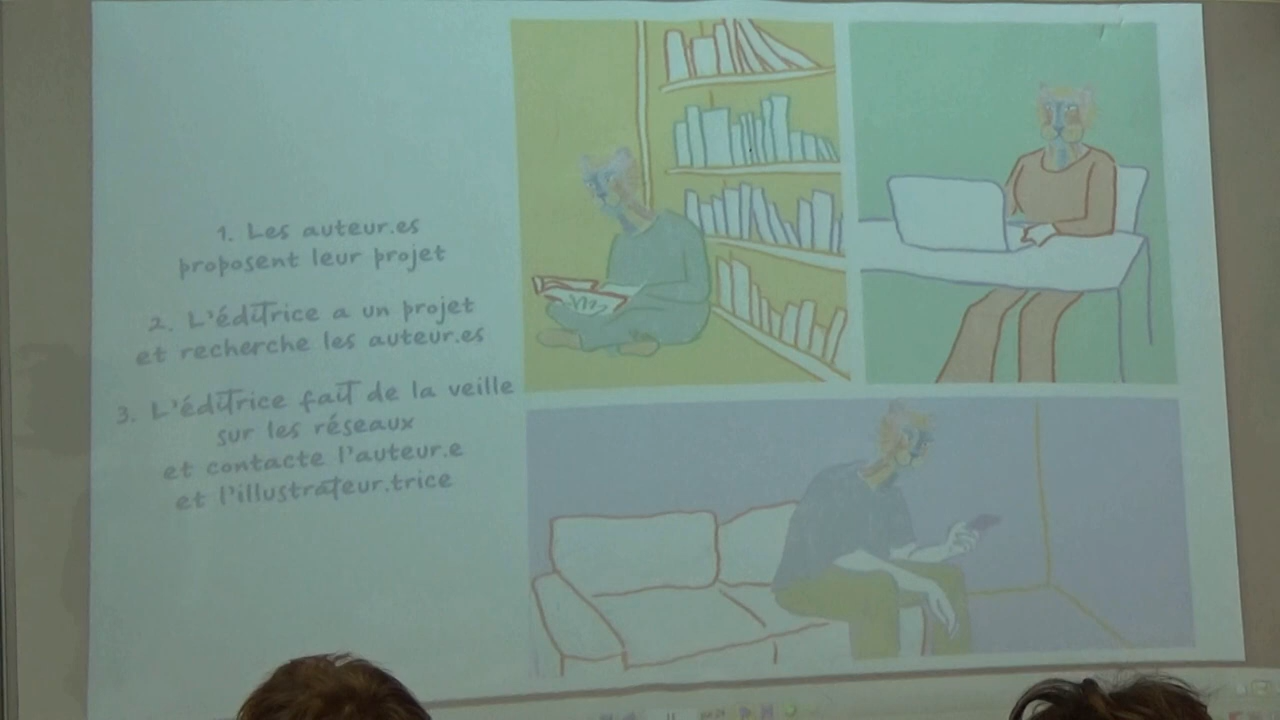 1. Les auteur.es
proposent leur projet
2. L'éditrice a un projet
et recherche les auteur.es
3. L'éditrice fait de la veille
sur les réseaux
et contacte l'auteur.e
et l'illustrateur.trice